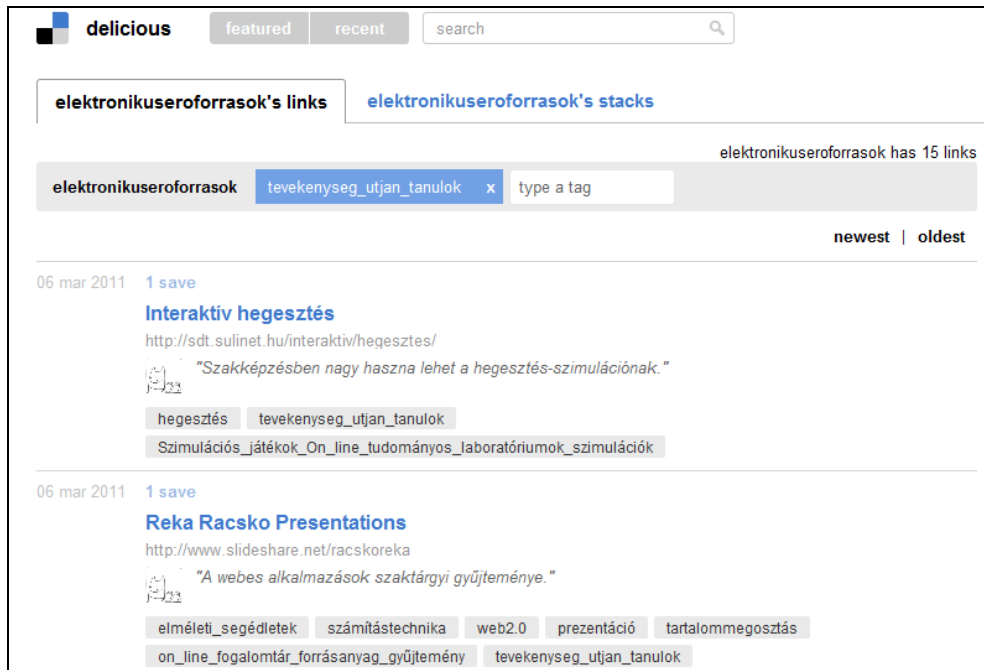 delicious featured recent search
elektronikuseroforrasok's links elektronikuseroforrasok's stacks
elektronikuseroforrasok has 15 links
elektronikuseroforrasok tevekenyseg_utjan_tanulok x type a tag
newest | oldest
06 mar 2011 1 save
Interaktív hegesztés
http://sdt.sulinet.hu/interaktiv/hegesztes/
"Szakképzésben nagy haszna lehet a hegesztés-szimulációnak."
hegesztés tevekenyseg_utjan_tanulok
Szimulációs_játékok_On_line_tudományos_laboratóriumok_szimulációk
06 mar 2011 1 save
Reka Racsko Presentations
http://www.slideshare.net/racskoreka
"A webes alkalmazások szaktárgyi gyűjteménye."
elméleti_segédletek számítástechnika web2.0 prezentáció tartalommegosztás
on_line_fogalomtár_forrásanyag_gyűjtemény tevekenyseg_utjan_tanulok